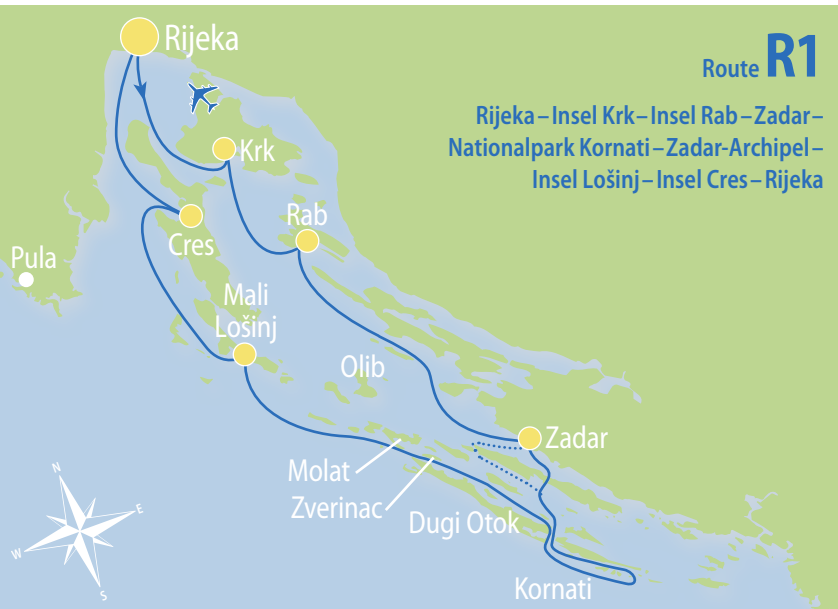 Rijeka
Route R1
Rijeka – Insel Krk – Insel Rab – Zadar –
Nationalpark Kornati – Zadar-Archipel –
Insel Lošinj – Insel Cres – Rijeka
Krk
Rab
Cres
Pula
Mali
Lošinj
Olib
Zadar
Molat
Zverinac
Dugi Otok
Kornati
N
E
W
S